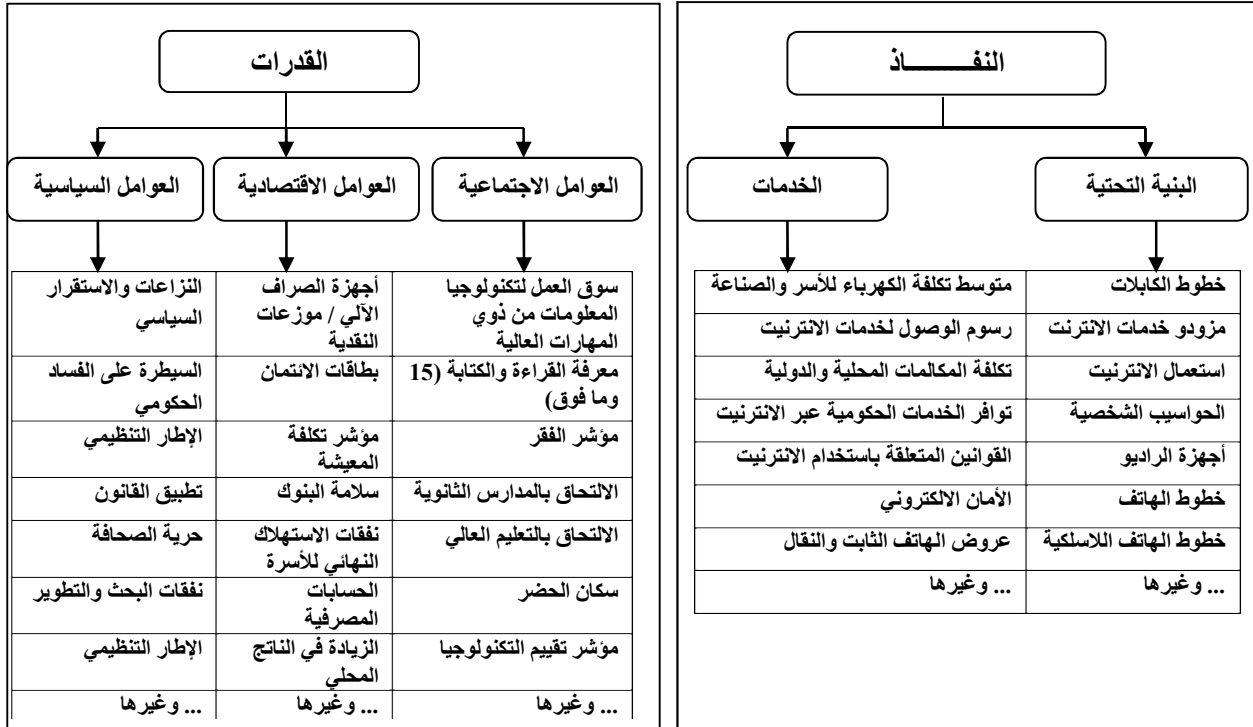 النفـــــــــاذ
البنية التحتية
الخدمات
خطوط الكابلات
متوسط تكلفة الكهرباء للأسر والصناعة
مزودو خدمات الانترنت
رسوم الوصول لخدمات الانترنيت
استعمال الانترنيت
تكلفة المكالمات المحلية والدولية
الحواسيب الشخصية
توافر الخدمات الحكومية عبر الانترنيت
أجهزة الراديو
القوانين المتعلقة باستخدام الانترنيت
خطوط الهاتف
الأمان الالكتروني
خطوط الهاتف اللاسلكية
عروض الهاتف الثابت والنقال
... وغيرها
... وغيرها
القدرات
العوامل الاجتماعية
العوامل الاقتصادية
العوامل السياسية
سوق العمل لتكنولوجيا
المعلومات من ذوي
المهارات العالية
أجهزة الصراف
الآلي / موزعات
النقدية
النزاعات والاستقرار
السياسي
معرفة القراءة والكتابة (15
وما فوق)
بطاقات الائتمان
السيطرة على الفساد
الحكومي
مؤشر الفقر
مؤشر تكلفة
المعيشة
الإطار التنظيمي
الالتحاق بالمدارس الثانوية
سلامة البنوك
تطبيق القانون
الالتحاق بالتعليم العالي
نفقات الاستهلاك
النهائي للأسرة
حرية الصحافة
سكان الحضر
الحسابات
المصرفية
نفقات البحث والتطوير
مؤشر تقييم التكنولوجيا
الزيادة في الناتج
المحلي
الإطار التنظيمي
... وغيرها
... وغيرها
... وغيرها